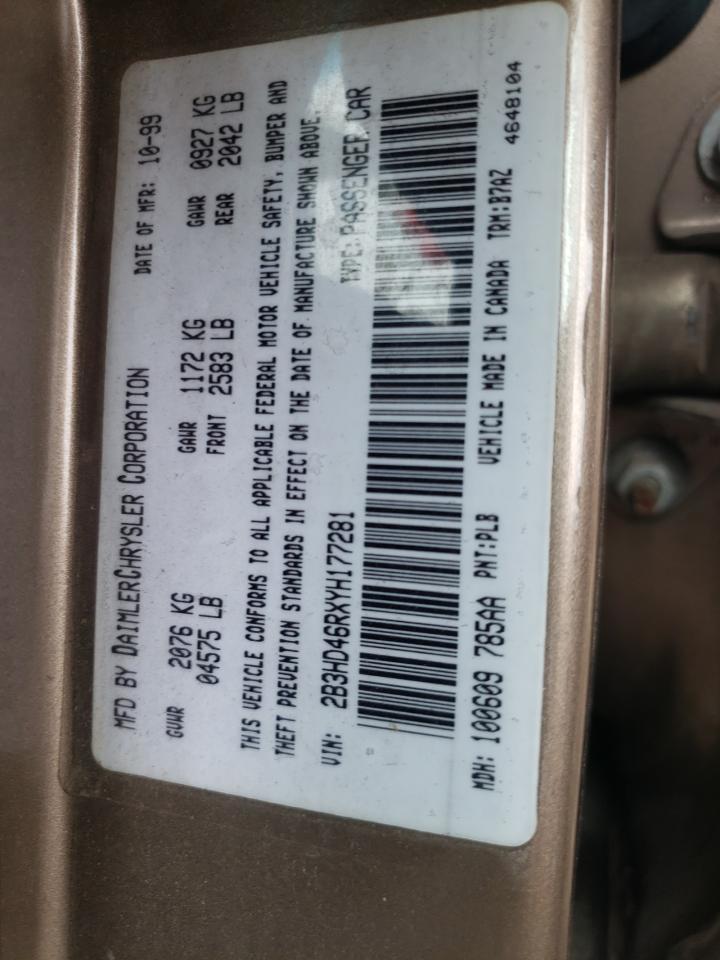 MFD BY DAIMLERCHRYSLER CORPORATION DATE OF MFR: 10-99
GVWR 2076 KG GAWR 1172 KG GAWR 0927 KG
04575 LB FRONT 2583 LB REAR 2042 LB
THIS VEHICLE CONFORMS TO ALL APPLICABLE FEDERAL MOTOR VEHICLE SAFETY, BUMPER AND
THEFT PREVENTION STANDARDS IN EFFECT ON THE DATE OF MANUFACTURE SHOWN ABOVE.
VIN: 2B3HD46RXYH177281 TYPE: PASSENGER CAR
MDH: 100609 785AA PNT:PLB VEHICLE MADE IN CANADA TRM:B7AZ
4648104